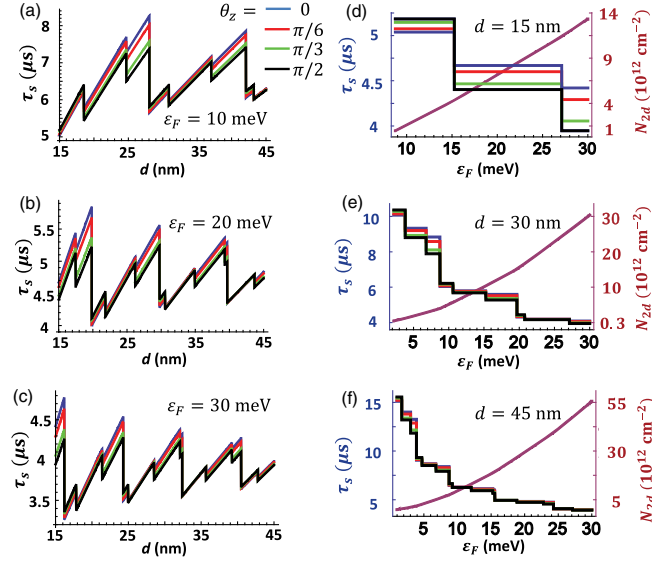 (a)
θz = 0
π/6
π/3
π/2
τs (μs)
8
7
6
5
εF = 10 meV
15 20 25 30 35 40 45
d (nm)
(b)
τs (μs)
5.5
5
4.5
4
εF = 20 meV
15 20 25 30 35 40 45
d (nm)
(c)
τs (μs)
4.5
4
3.5
εF = 30 meV
15 20 25 30 35 40 45
d (nm)
(d)
d = 15 nm
τs (μs)
5
4.5
4
N2d (10^12 cm^-2)
14
12
9
6
4
1
10 15 20 25 30
εF (meV)
(e)
d = 30 nm
τs (μs)
10
8
6
4
N2d (10^12 cm^-2)
30
20
10
0.3
5 10 15 20 25 30
εF (meV)
(f)
d = 45 nm
τs (μs)
15
10
5
N2d (10^12 cm^-2)
55
30
5
0
5 10 15 20 25 30
εF (meV)